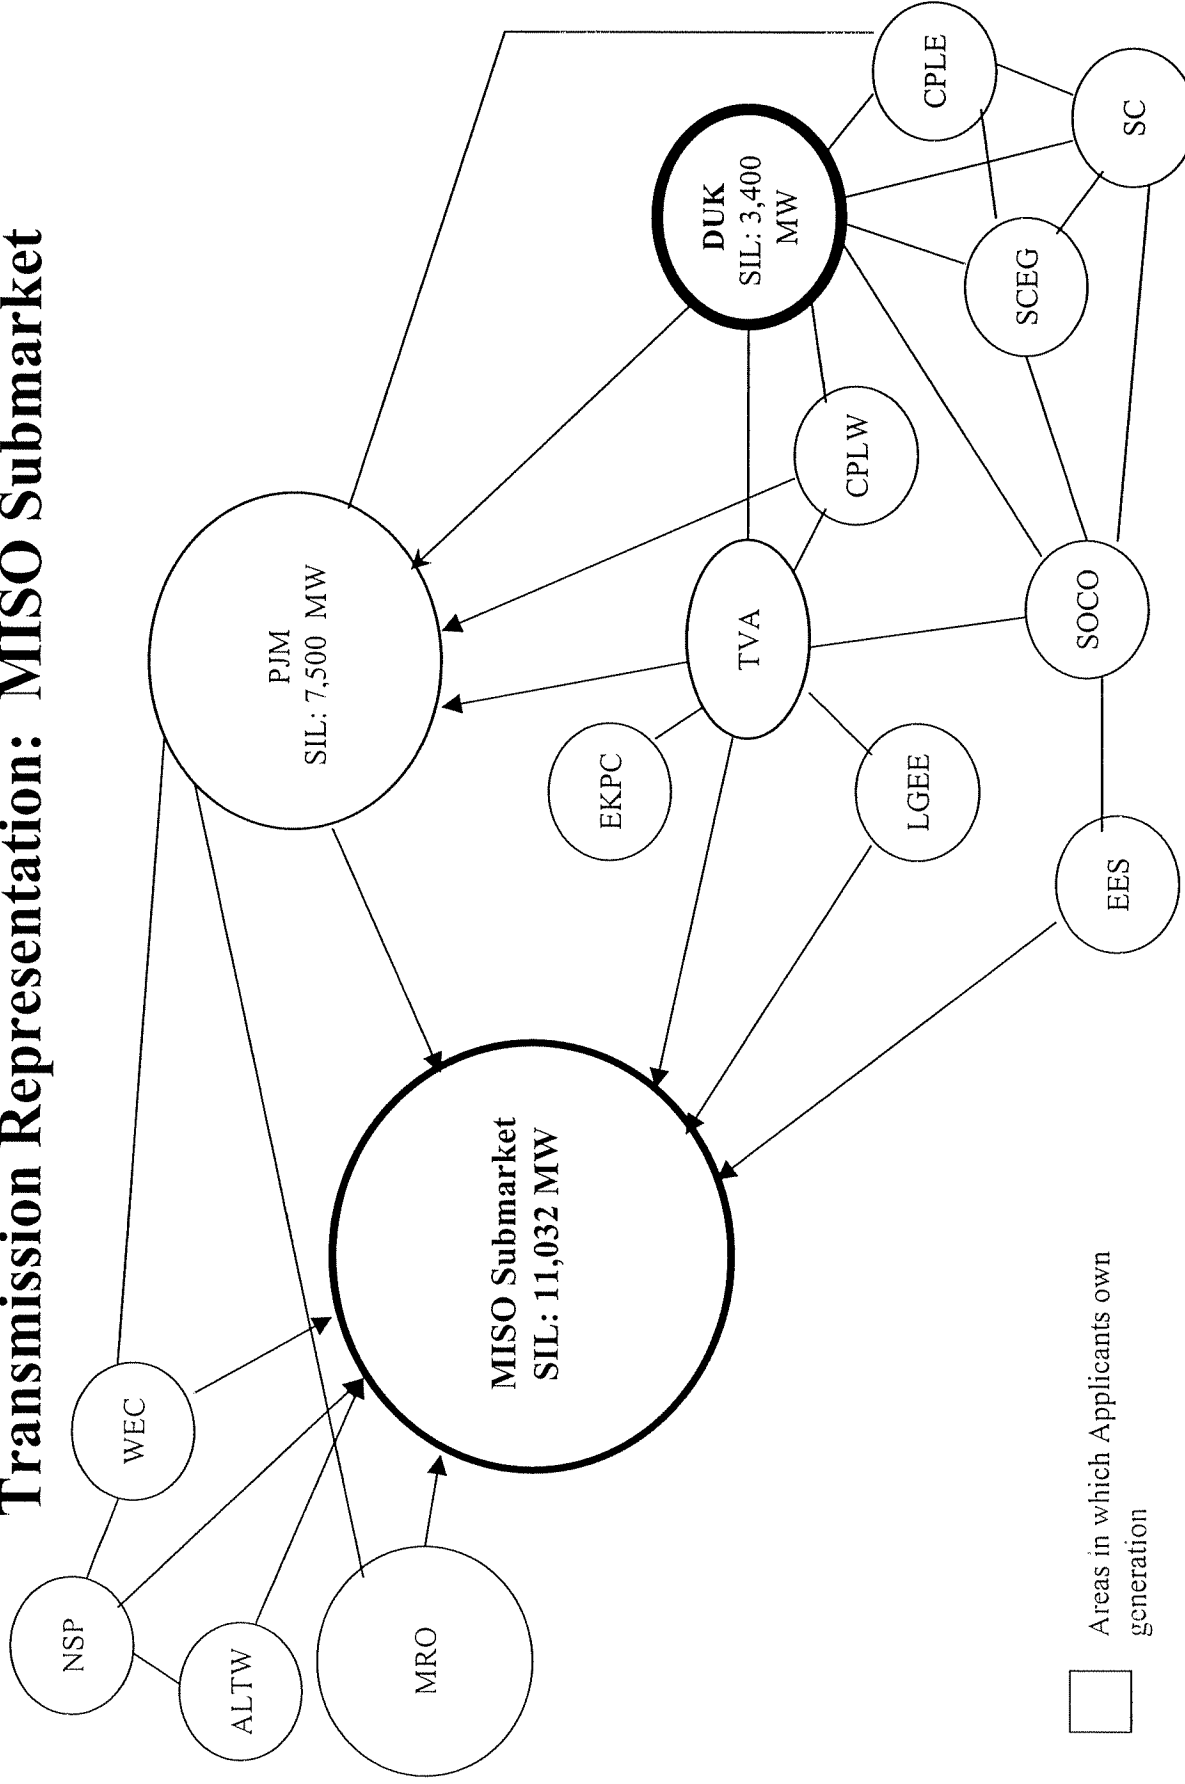 Transmission Representation: MISO Submarket
NSP
WEC
ALTW
MRO
PJM
SIL: 7,500 MW
MISO Submarket
SIL: 11,032 MW
EKPC
TVA
LGEE
CPLW
DUK
SIL: 3,400
MW
CPLE
SCEG
SC
SOCO
EES
Areas in which Applicants own
generation